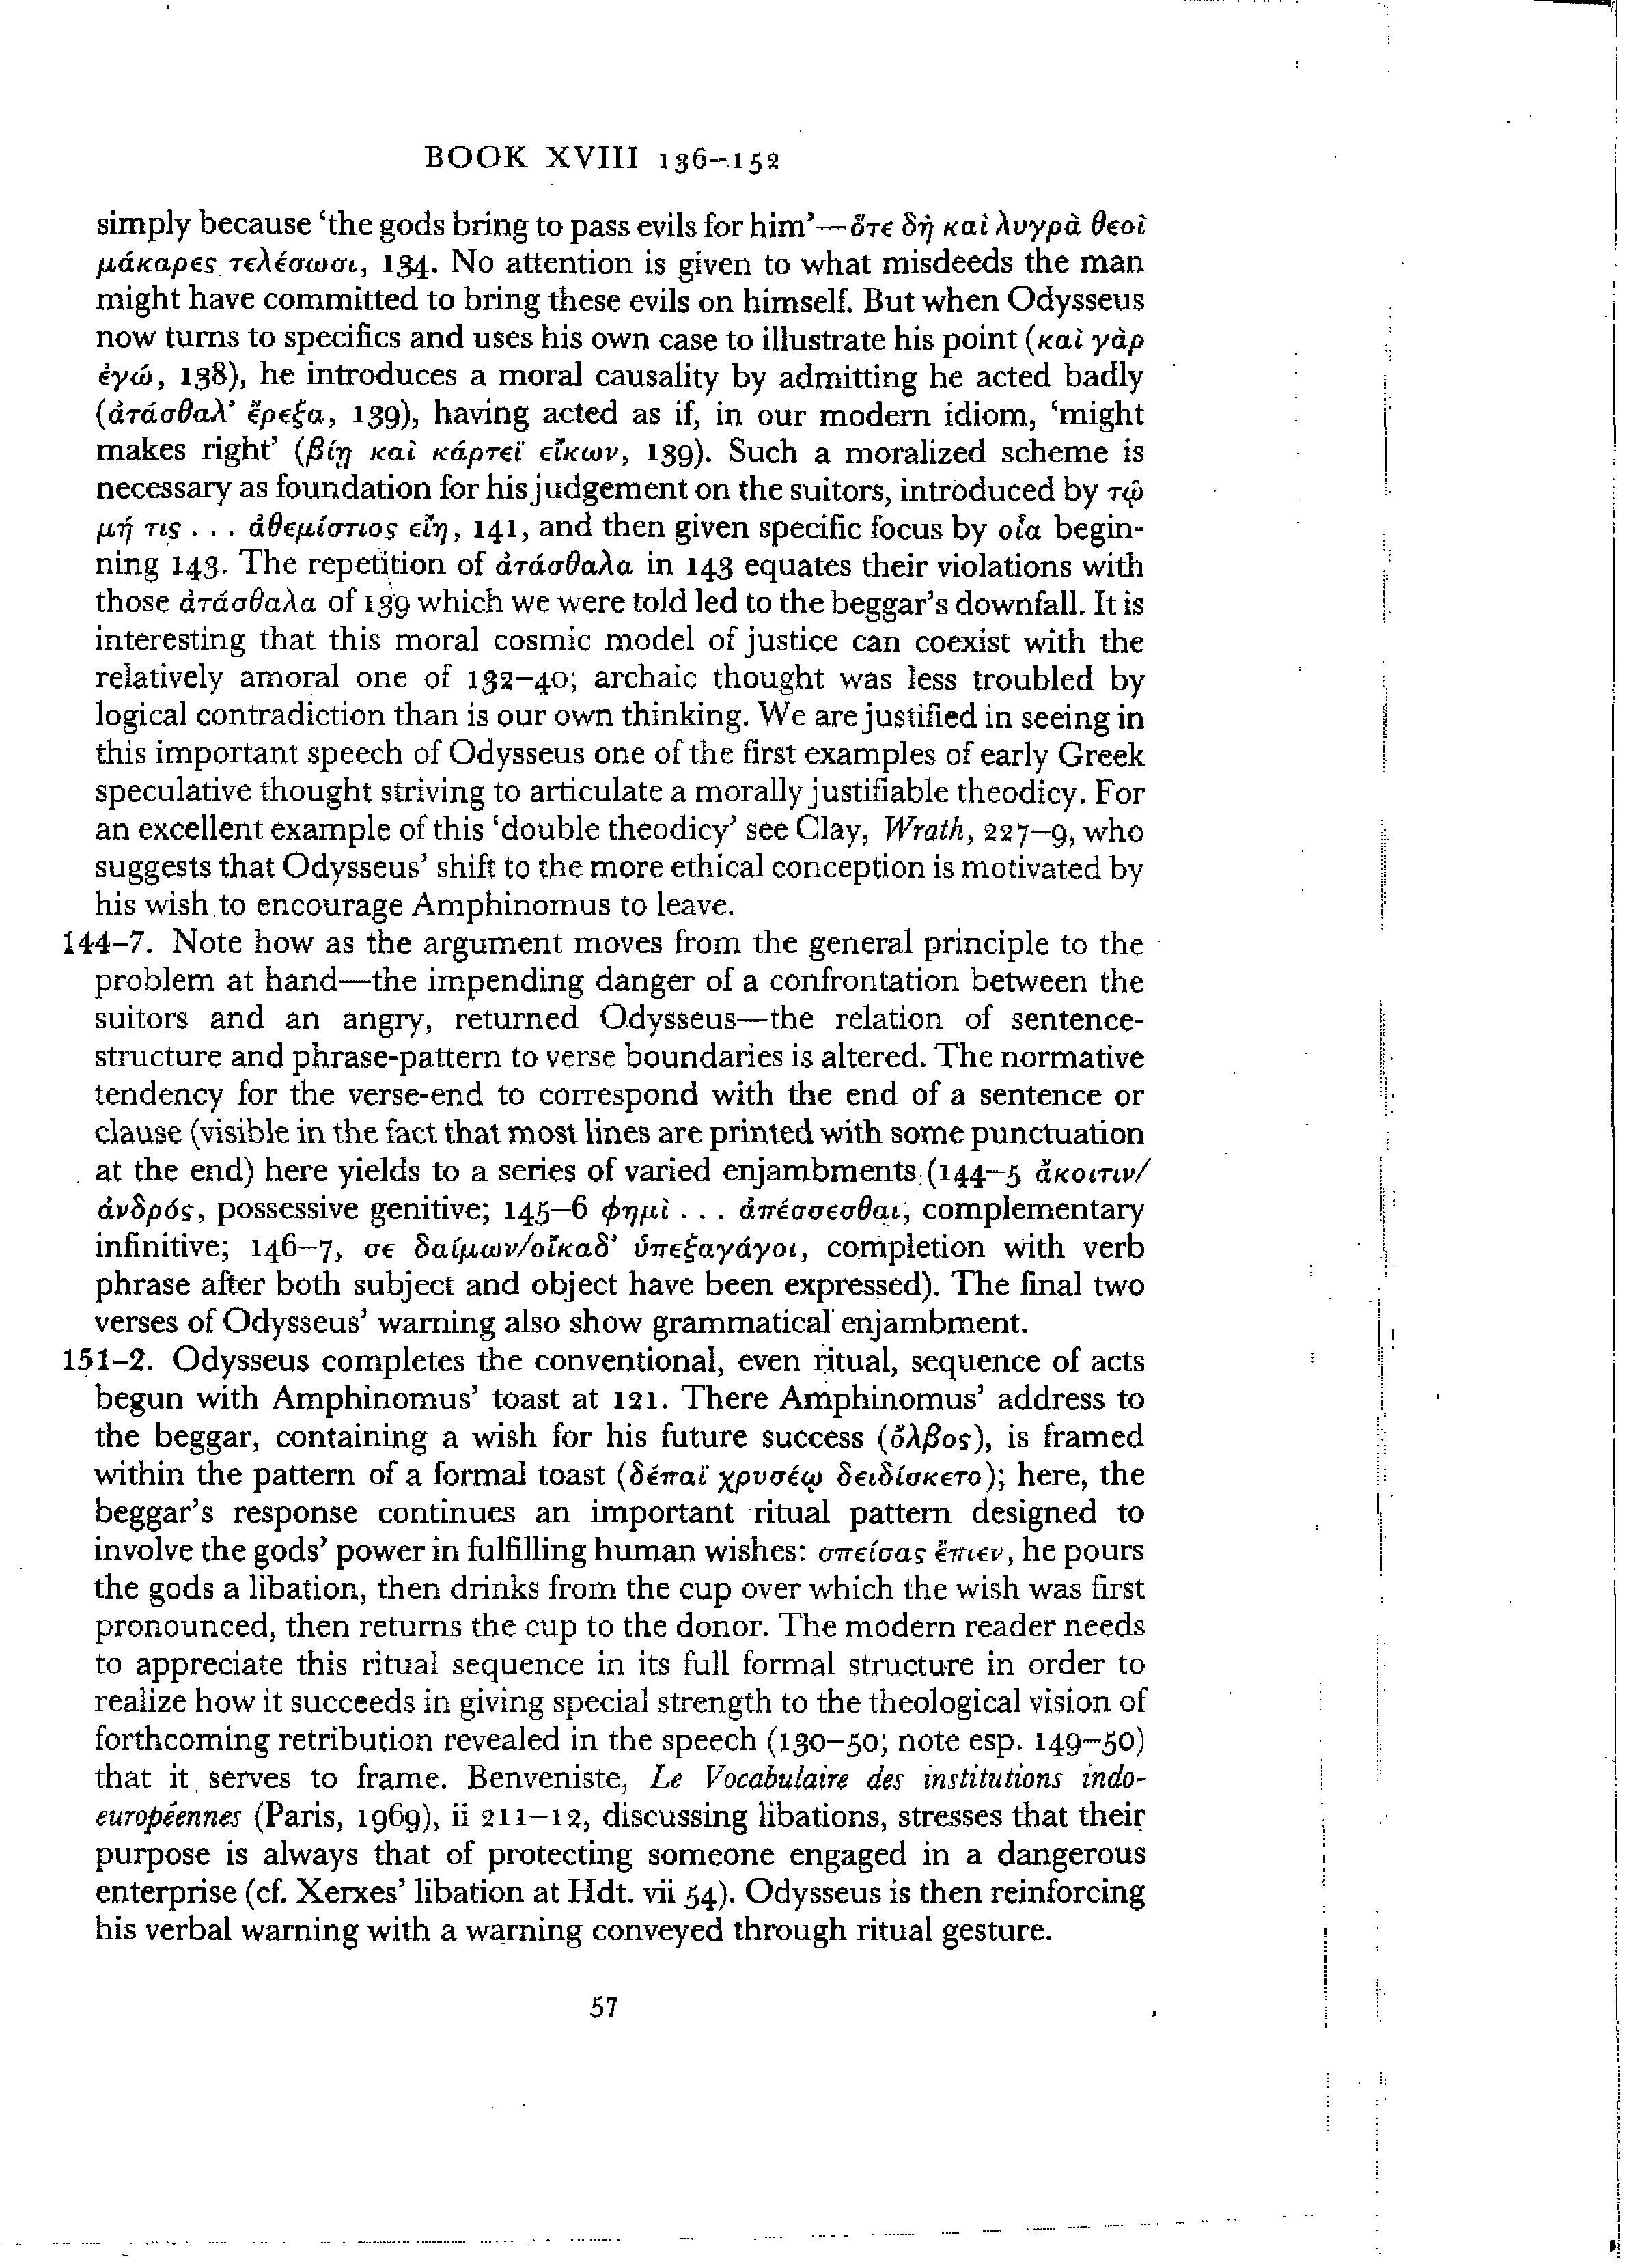 BOOK XVIII 136–152
simply because ‘the gods bring to pass evils for him’—ὅτε δὴ καὶ λυγρὰ θεοὶ
μάκαρες τελέσωσι, 134. No attention is given to what misdeeds the man
might have committed to bring these evils on himself. But when Odysseus
now turns to specifics and uses his own case to illustrate his point (καὶ γὰρ
ἐγώ, 138), he introduces a moral causality by admitting he acted badly
(ἀτάσθαλ’ ἔρεξα, 139), having acted as if, in our modern idiom, ‘might
makes right’ (βίῃ καὶ κάρτεϊ εἴκων, 139). Such a moralized scheme is
necessary as foundation for his judgement on the suitors, introduced by τῷ
μή τις . . . ἀθεμίστιος εἴη, 141, and then given specific focus by οἷα begin-
ning 143. The repetition of ἀτάσθαλα in 143 equates their violations with
those ἀτάσθαλα of 139 which we were told led to the beggar’s downfall. It is
interesting that this moral cosmic model of justice can coexist with the
relatively amoral one of 132–40; archaic thought was less troubled by
logical contradiction than is our own thinking. We are justified in seeing in
this important speech of Odysseus one of the first examples of early Greek
speculative thought striving to articulate a morally justifiable theodicy. For
an excellent example of this ‘double theodicy’ see Clay, Wrath, 227–9, who
suggests that Odysseus’ shift to the more ethical conception is motivated by
his wish to encourage Amphinomus to leave.
144–7. Note how as the argument moves from the general principle to the
problem at hand—the impending danger of a confrontation between the
suitors and an angry, returned Odysseus—the relation of sentence-
structure and phrase-pattern to verse boundaries is altered. The normative
tendency for the verse-end to correspond with the end of a sentence or
clause (visible in the fact that most lines are printed with some punctuation
at the end) here yields to a series of varied enjambments (144–5 ἄκοιτιν/
ἀνδρός, possessive genitive; 145–6 φημὶ . . . ἀπέσσεσθαι, complementary
infinitive; 146–7, σε δαίμων/οἴκαδ’ ὑπεξαγάγοι, completion with verb
phrase after both subject and object have been expressed). The final two
verses of Odysseus’ warning also show grammatical enjambment.
151–2. Odysseus completes the conventional, even ritual, sequence of acts
begun with Amphinomus’ toast at 121. There Amphinomus’ address to
the beggar, containing a wish for his future success (ὄλβος), is framed
within the pattern of a formal toast (δέπαϊ χρυσέῳ δειδίσκετο); here, the
beggar’s response continues an important ritual pattern designed to
involve the gods’ power in fulfilling human wishes: σπείσας ἔπιεν, he pours
the gods a libation, then drinks from the cup over which the wish was first
pronounced, then returns the cup to the donor. The modern reader needs
to appreciate this ritual sequence in its full formal structure in order to
realize how it succeeds in giving special strength to the theological vision of
forthcoming retribution revealed in the speech (130–50; note esp. 149–50)
that it serves to frame. Benveniste, Le Vocabulaire des institutions indo-
européennes (Paris, 1969), ii 211–12, discussing libations, stresses that their
purpose is always that of protecting someone engaged in a dangerous
enterprise (cf. Xerxes’ libation at Hdt. vii 54). Odysseus is then reinforcing
his verbal warning with a warning conveyed through ritual gesture.
57